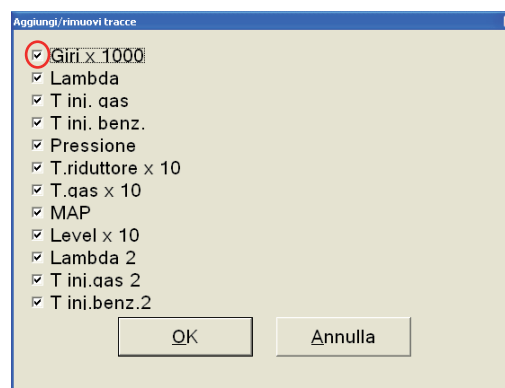 Aggiungi/rimuovi tracce
Giri x 1000
Lambda
T inj. gas
T inj. benz.
Pressione
T.riduttore x 10
T.gas x 10
MAP
Level x 10
Lambda 2
T inj.gas 2
T inj.benz.2
OK
Annulla